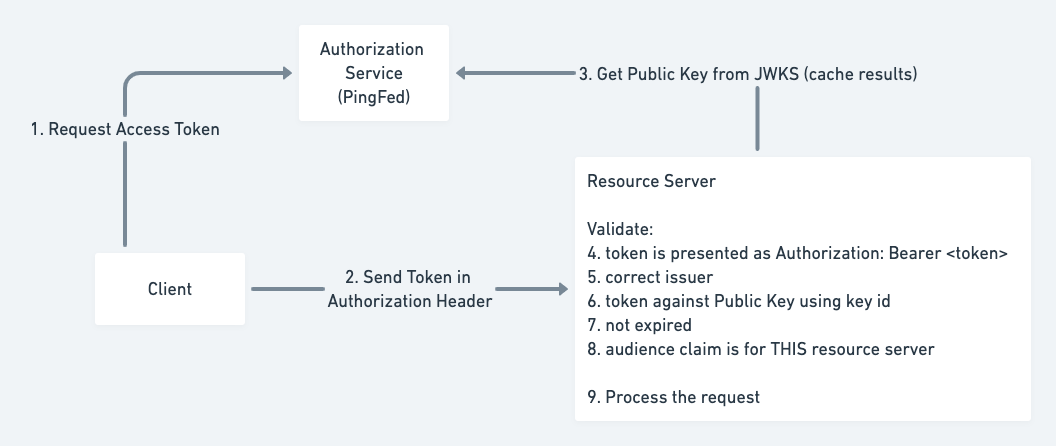 Authorization
Service
(PingFed)
3. Get Public Key from JWKS (cache results)
1. Request Access Token
Client
2. Send Token in
Authorization Header
Resource Server
Validate:
4. token is presented as Authorization: Bearer <token>
5. correct issuer
6. token against Public Key using key id
7. not expired
8. audience claim is for THIS resource server
9. Process the request